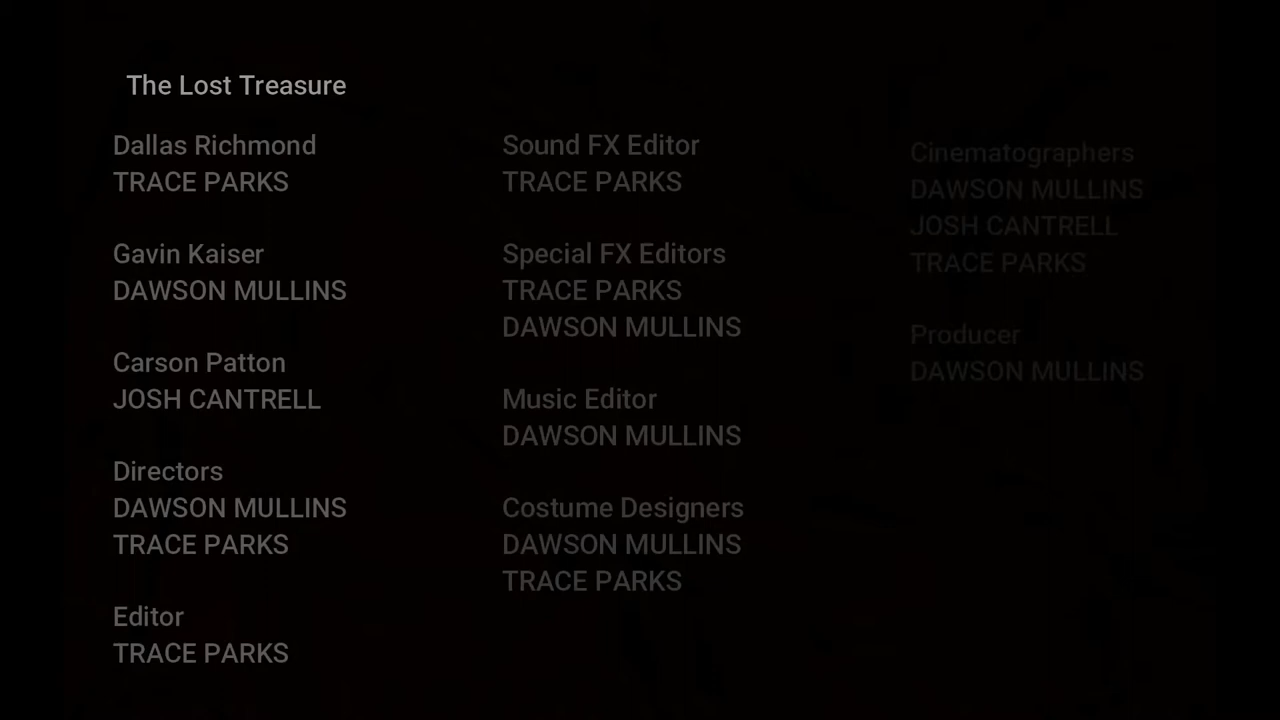 The Lost Treasure
Dallas Richmond
TRACE PARKS
Gavin Kaiser
DAWSON MULLINS
Carson Patton
JOSH CANTRELL
Directors
DAWSON MULLINS
TRACE PARKS
Editor
TRACE PARKS
Sound FX Editor
TRACE PARKS
Special FX Editors
TRACE PARKS
DAWSON MULLINS
Music Editor
DAWSON MULLINS
Costume Designers
DAWSON MULLINS
TRACE PARKS
Cinematographers
DAWSON MULLINS
JOSH CANTRELL
TRACE PARKS
Producer
DAWSON MULLINS